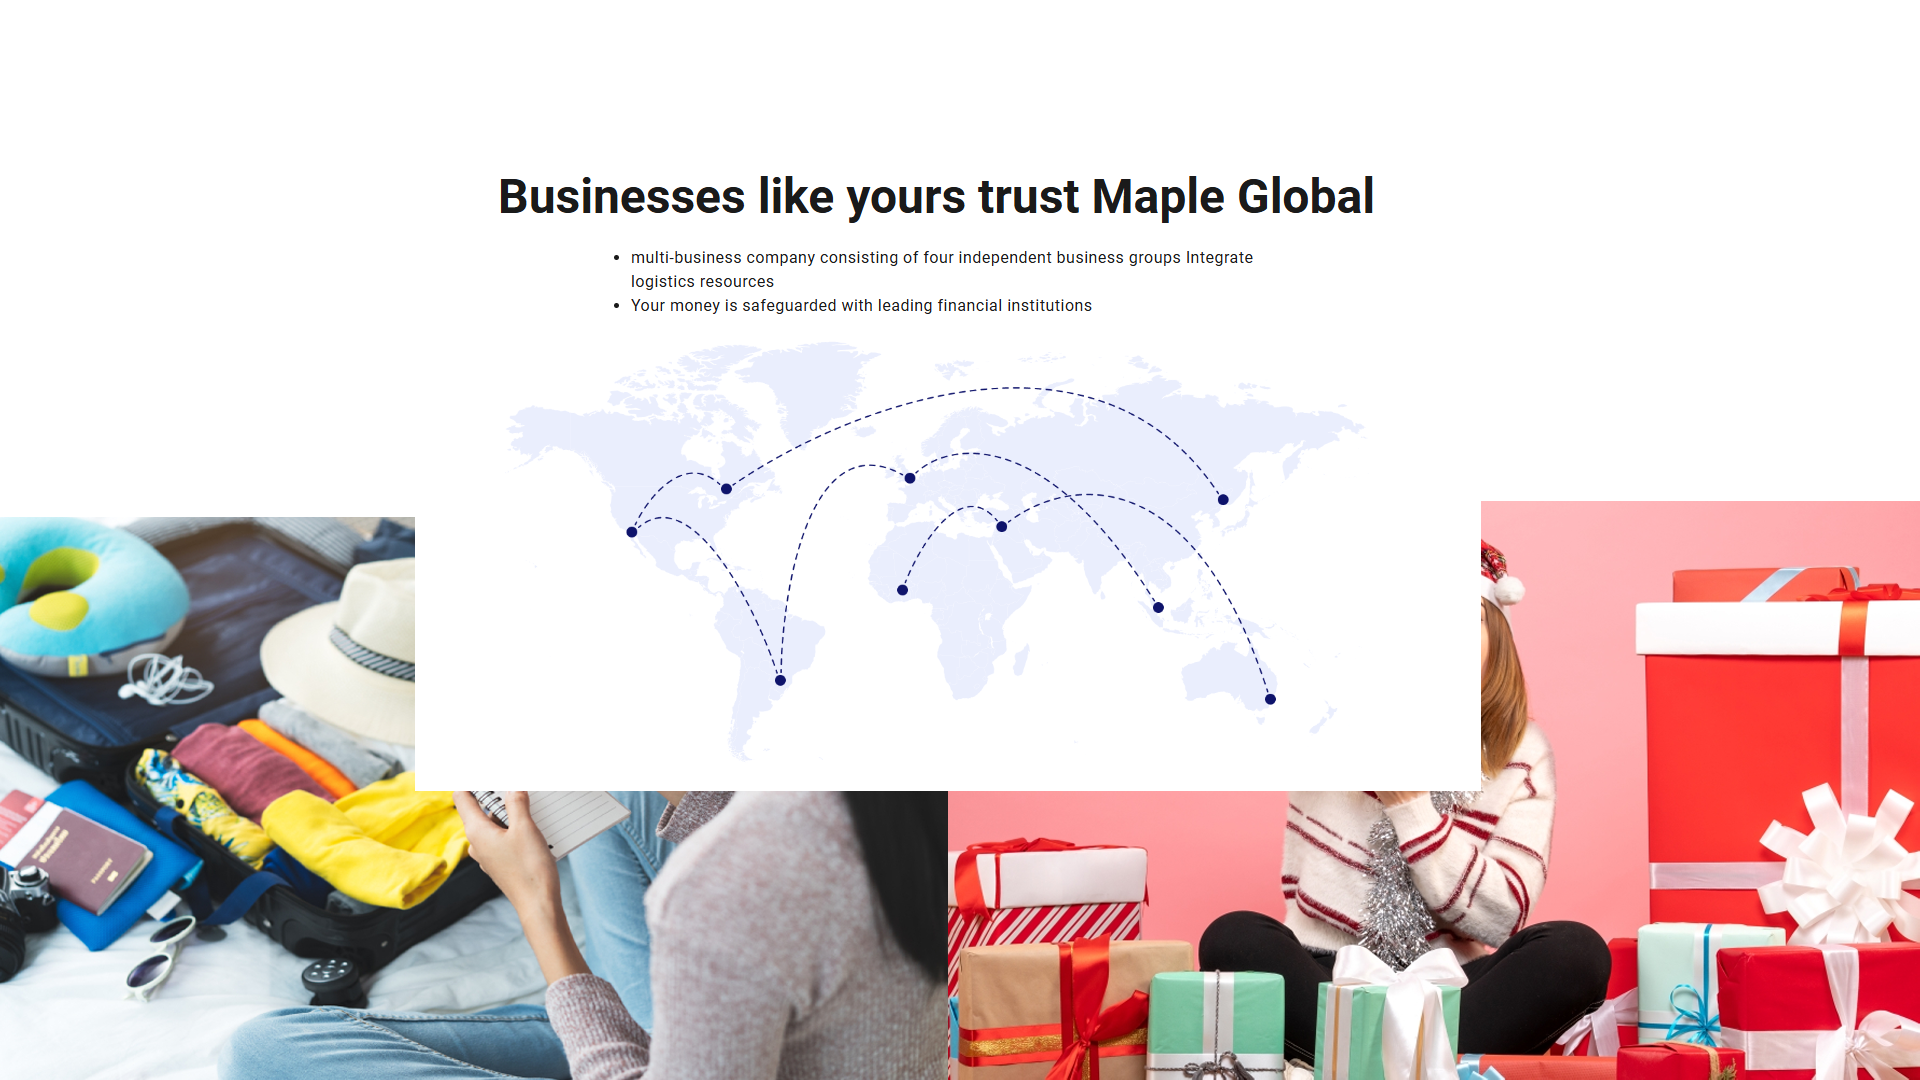 Businesses like yours trust Maple Global
• multi-business company consisting of four independent business groups Integrate
logistics resources
• Your money is safeguarded with leading financial institutions
PASSPORT